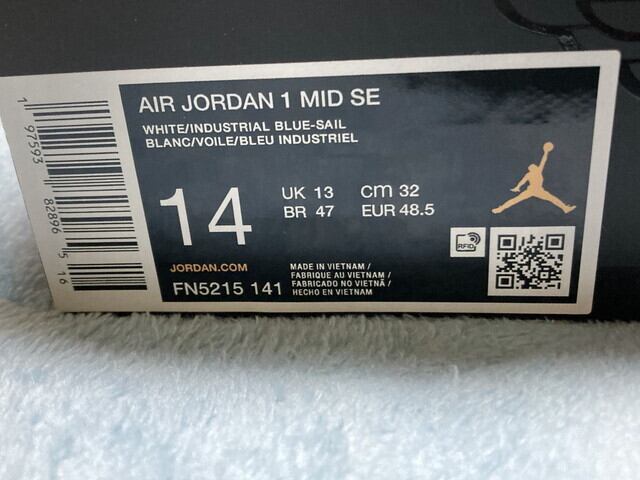 AIR JORDAN 1 MID SE
WHITE/INDUSTRIAL BLUE-SAIL
BLANC/VOILE/BLEU INDUSTRIEL
14
UK 13 CM 32
BR 47 EUR 48.5
RFID
JORDAN.COM
FN5215 141
MADE IN VIETNAM /
FABRIQUE AU VIETNAM /
FABRICADO NO VIETNÃ /
HECHO EN VIETNAM
1 97593 82896 5 16